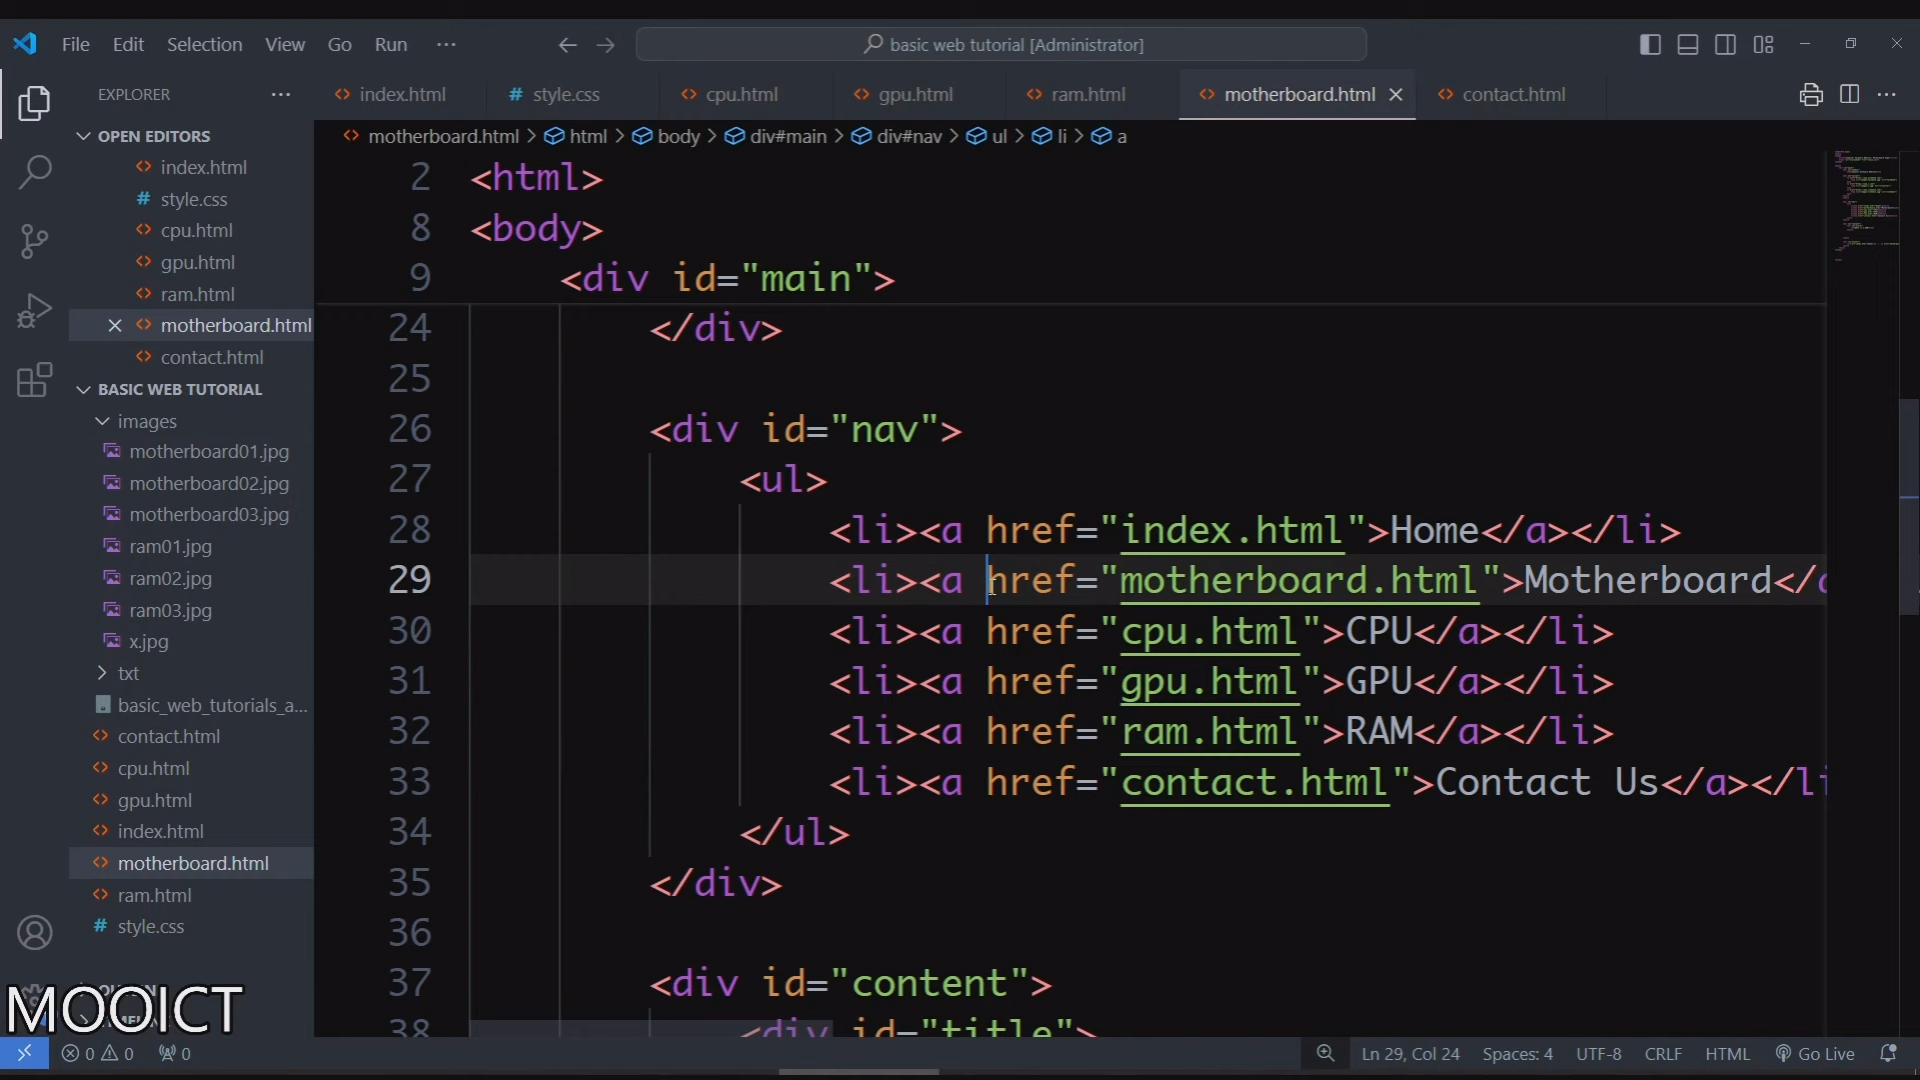 File Edit Selection View Go Run ···
basic web tutorial [Administrator]
EXPLORER ···
index.html
# style.css
cpu.html
gpu.html
ram.html
motherboard.html
contact.html
···
OPEN EDITORS
index.html
# style.css
cpu.html
gpu.html
ram.html
motherboard.html
contact.html
BASIC WEB TUTORIAL
images
motherboard01.jpg
motherboard02.jpg
motherboard03.jpg
ram01.jpg
ram02.jpg
ram03.jpg
x.jpg
txt
basic_web_tutorials_a...
contact.html
cpu.html
gpu.html
index.html
motherboard.html
ram.html
# style.css
MOOICT
motherboard.html > html > body > div#main > div#nav > ul > li > a
2 <html>
8 <body>
9 <div id="main">
24 </div>
25
26 <div id="nav">
27 <ul>
28 <li><a href="index.html">Home</a></li>
29 <li><a href="motherboard.html">Motherboard</a
30 <li><a href="cpu.html">CPU</a></li>
31 <li><a href="gpu.html">GPU</a></li>
32 <li><a href="ram.html">RAM</a></li>
33 <li><a href="contact.html">Contact Us</a></li
34 </ul>
35 </div>
36
37 <div id="content">
38 <div id="title">
0 0 0
Ln 29, Col 24 Spaces: 4 UTF-8 CRLF HTML Go Live